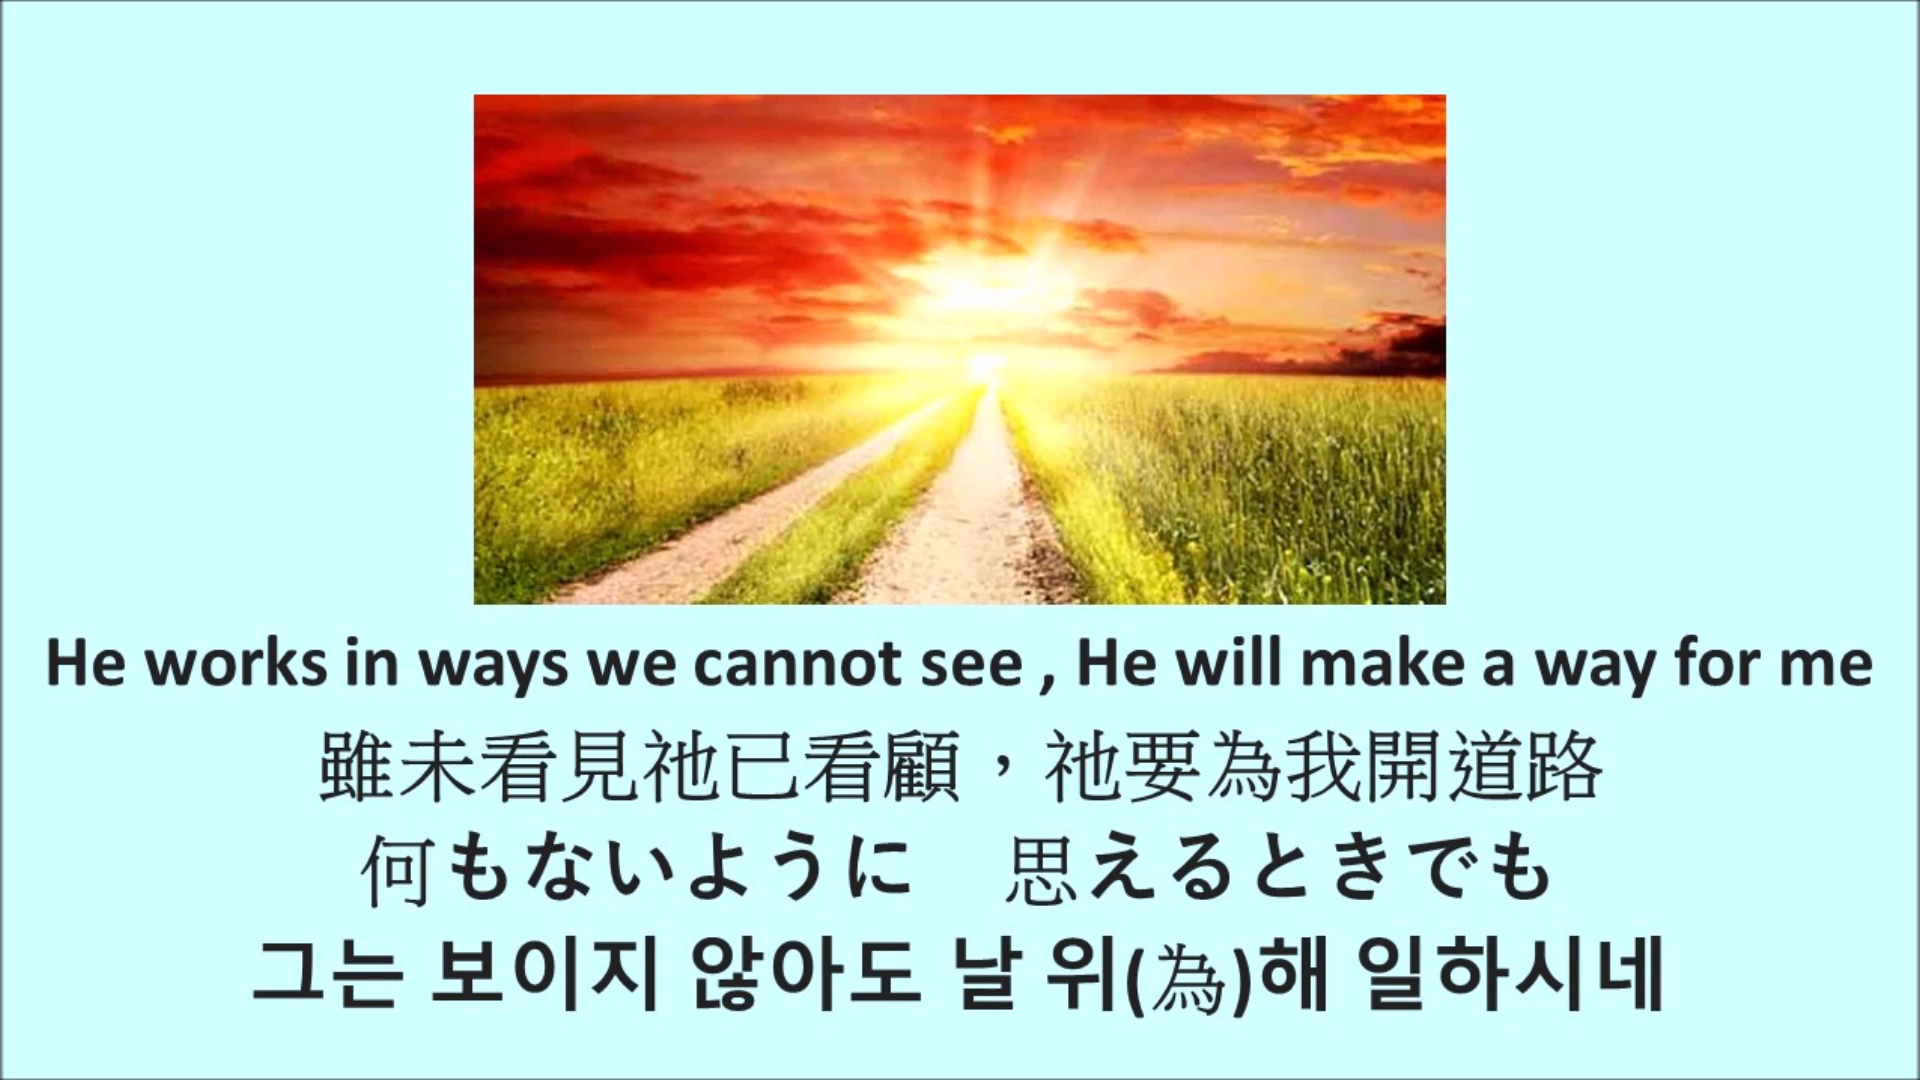 He works in ways we cannot see , He will make a way for me
雖未看見祂已看顧，祂要為我開道路
何もないように　思えるときでも
그는 보이지 않아도 날 위(為)해 일하시네